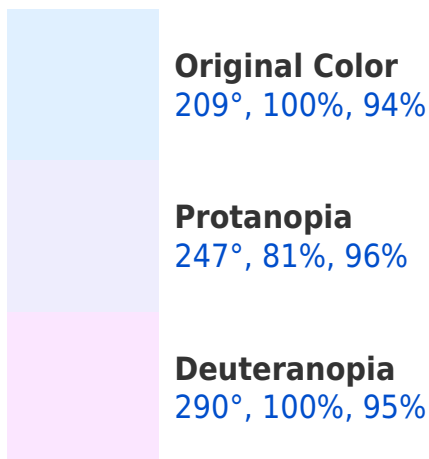 Original Color
209°, 100%, 94%
Protanopia
247°, 81%, 96%
Deuteranopia
290°, 100%, 95%